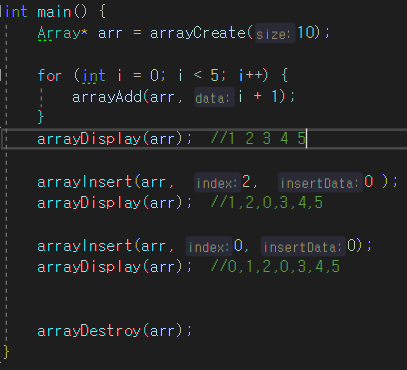 int main() {
Array* arr = arrayCreate(size:10);
for (int i = 0; i < 5; i++) {
arrayAdd(arr, data:i + 1);
}
arrayDisplay(arr); //1 2 3 4 5
arrayInsert(arr, index:2, insertData:0 );
arrayDisplay(arr); //1,2,0,3,4,5
arrayInsert(arr, index:0, insertData:0);
arrayDisplay(arr); //0,1,2,0,3,4,5
arrayDestroy(arr);
}